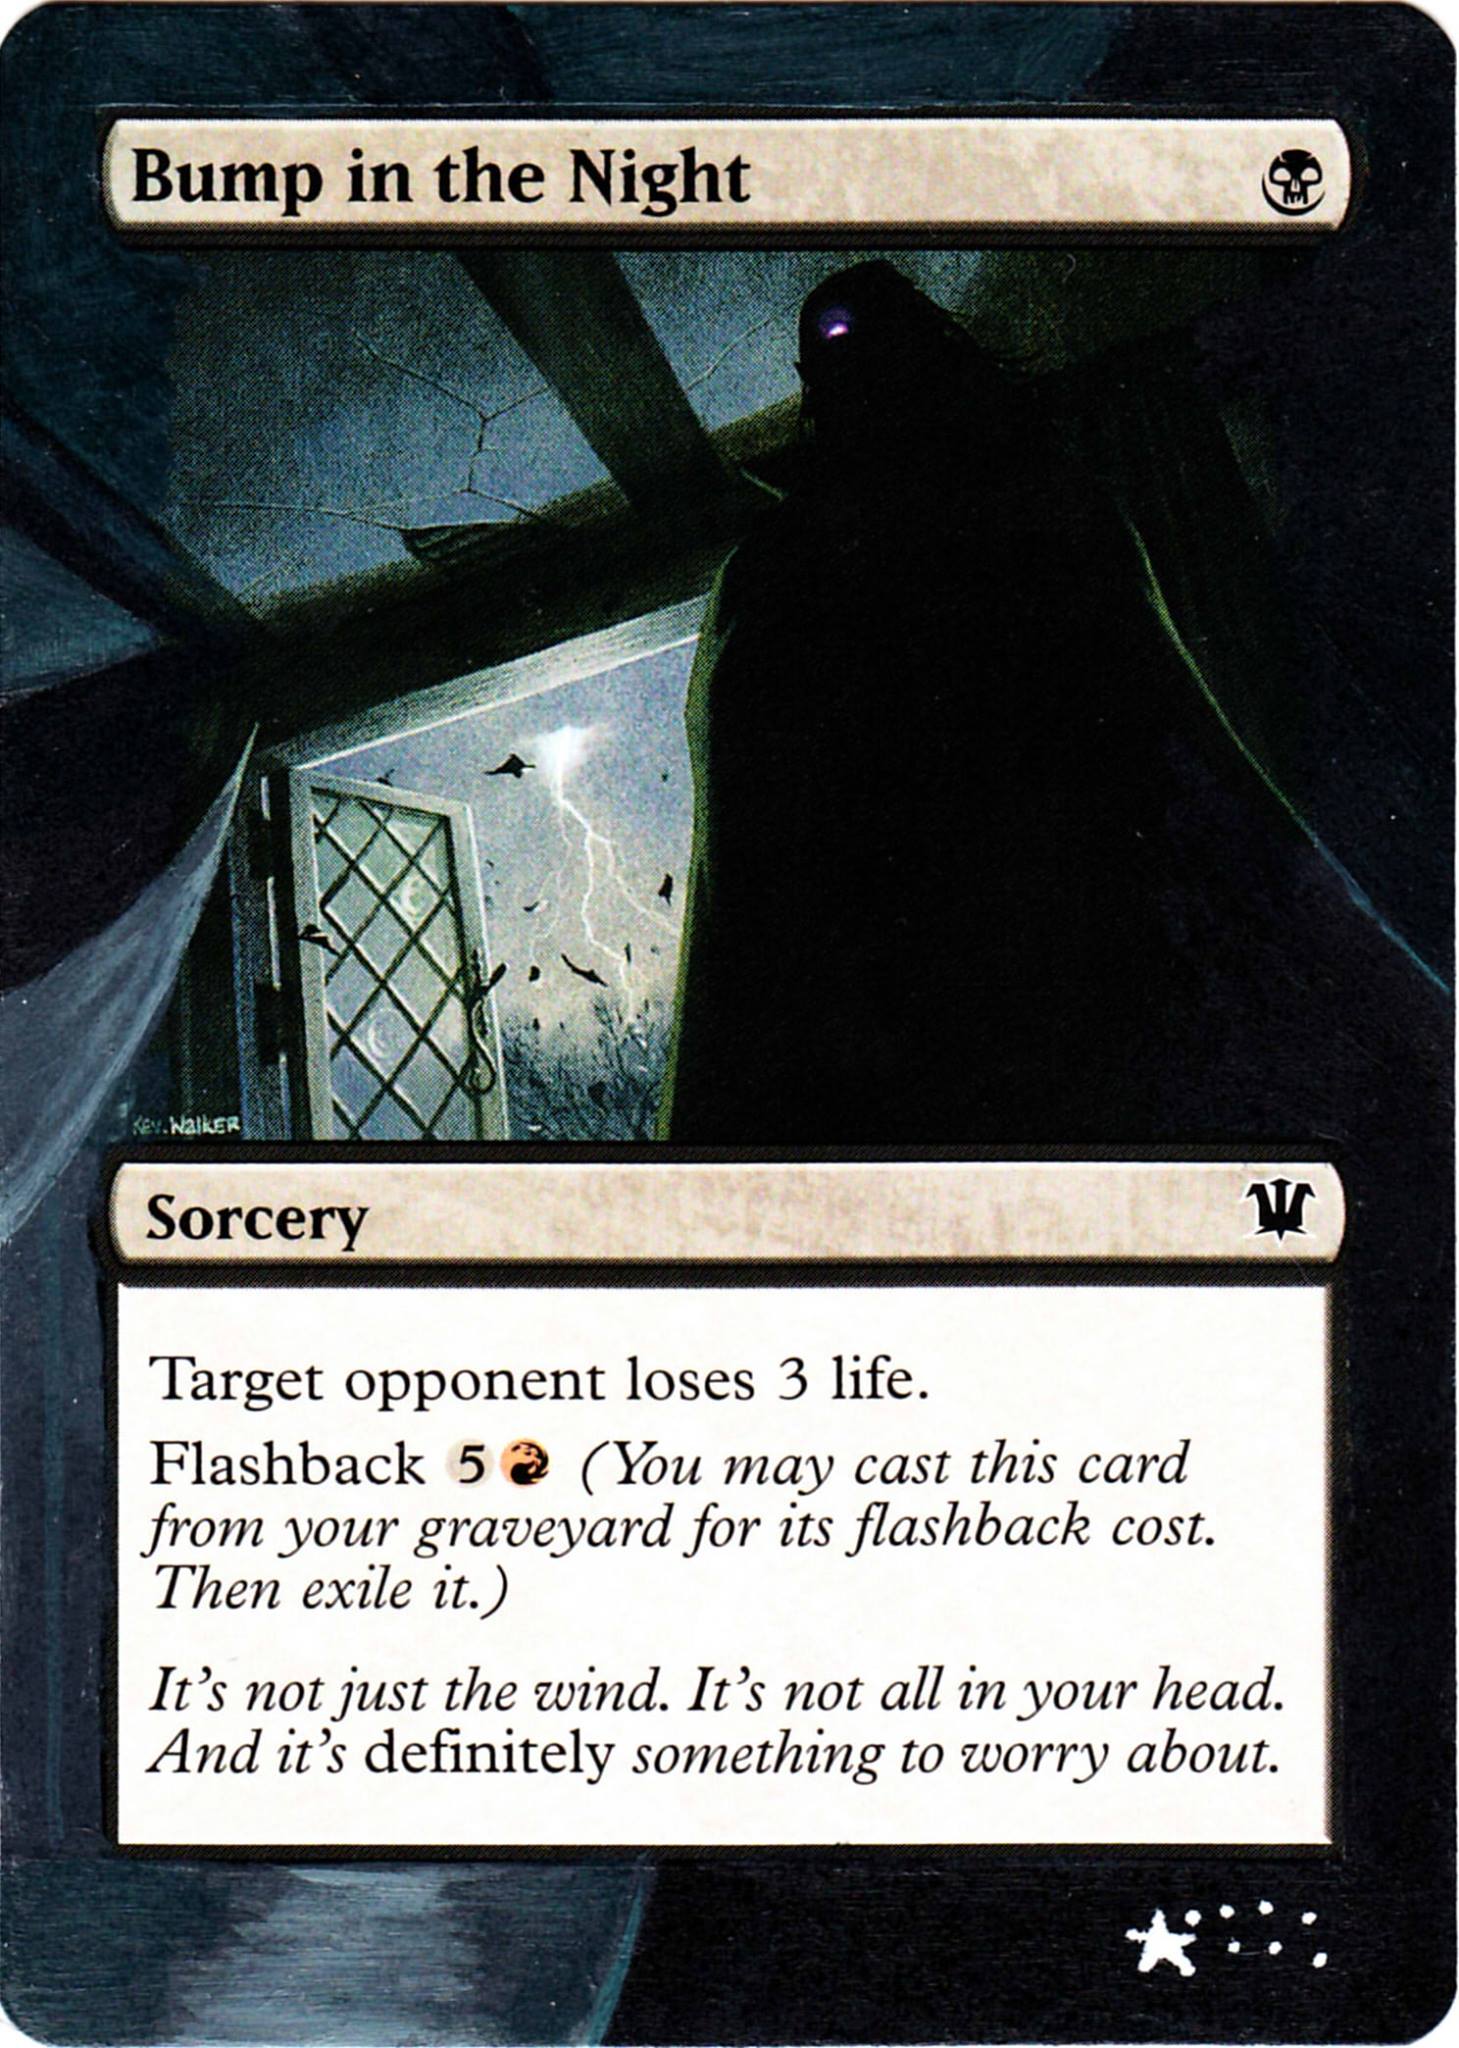 Bump in the Night
Kev. Walker
Sorcery
Target opponent loses 3 life.
Flashback 5 (You may cast this card
from your graveyard for its flashback cost.
Then exile it.)
It's not just the wind. It's not all in your head.
And it's definitely something to worry about.